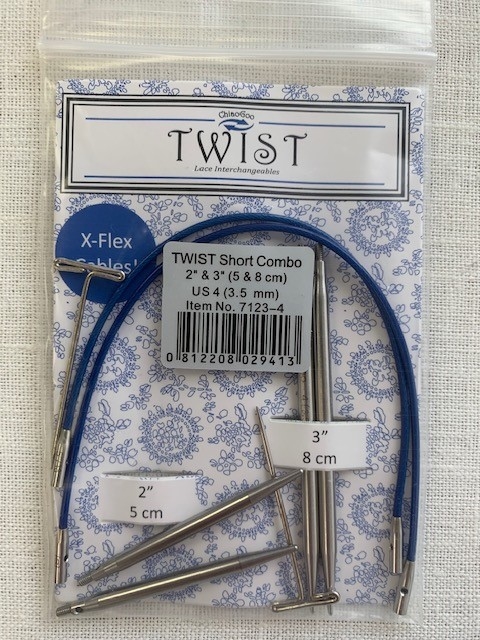 ChiaoGoo
TWIST
Lace Interchangeables
X-Flex
Cables!
TWIST Short Combo
2" & 3" (5 & 8 cm)
US 4 (3.5 mm)
Item No. 7123-4
0 812208 029413
3"
8 cm
2"
5 cm